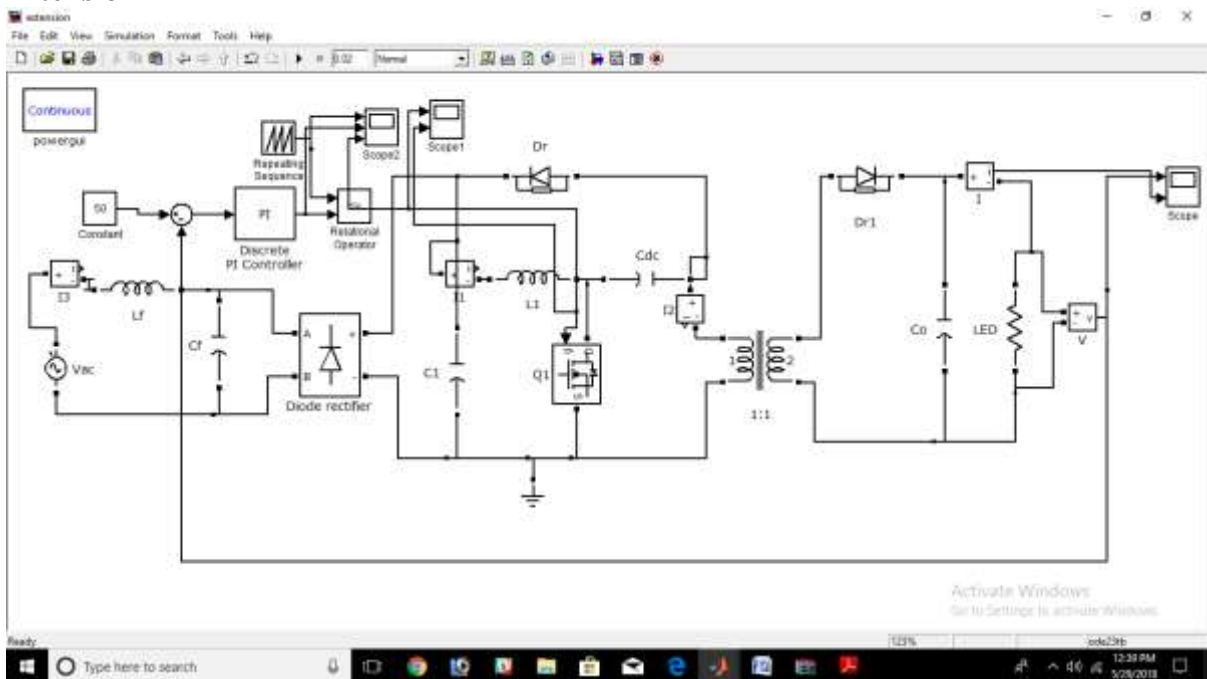 extension
File Edit View Simulation Format Tools Help
0.02 Normal
Continuous
powergui
Repeating
Sequence
Scope2
Scope1
Dr
50
Constant
PI
Discrete
PI Controller
Relational
Operator
I3
Lf
Vac
Cf
A
B
+
-
Diode rectifier
I1
L1
C1
Q1
Cdc
I2
1
2
1:1
Dr1
I
Co
LED
V
Scope
Activate Windows
Go to Settings to activate Windows.
Ready
123%
ode23tb
Type here to search
12:39 PM
5/29/2018